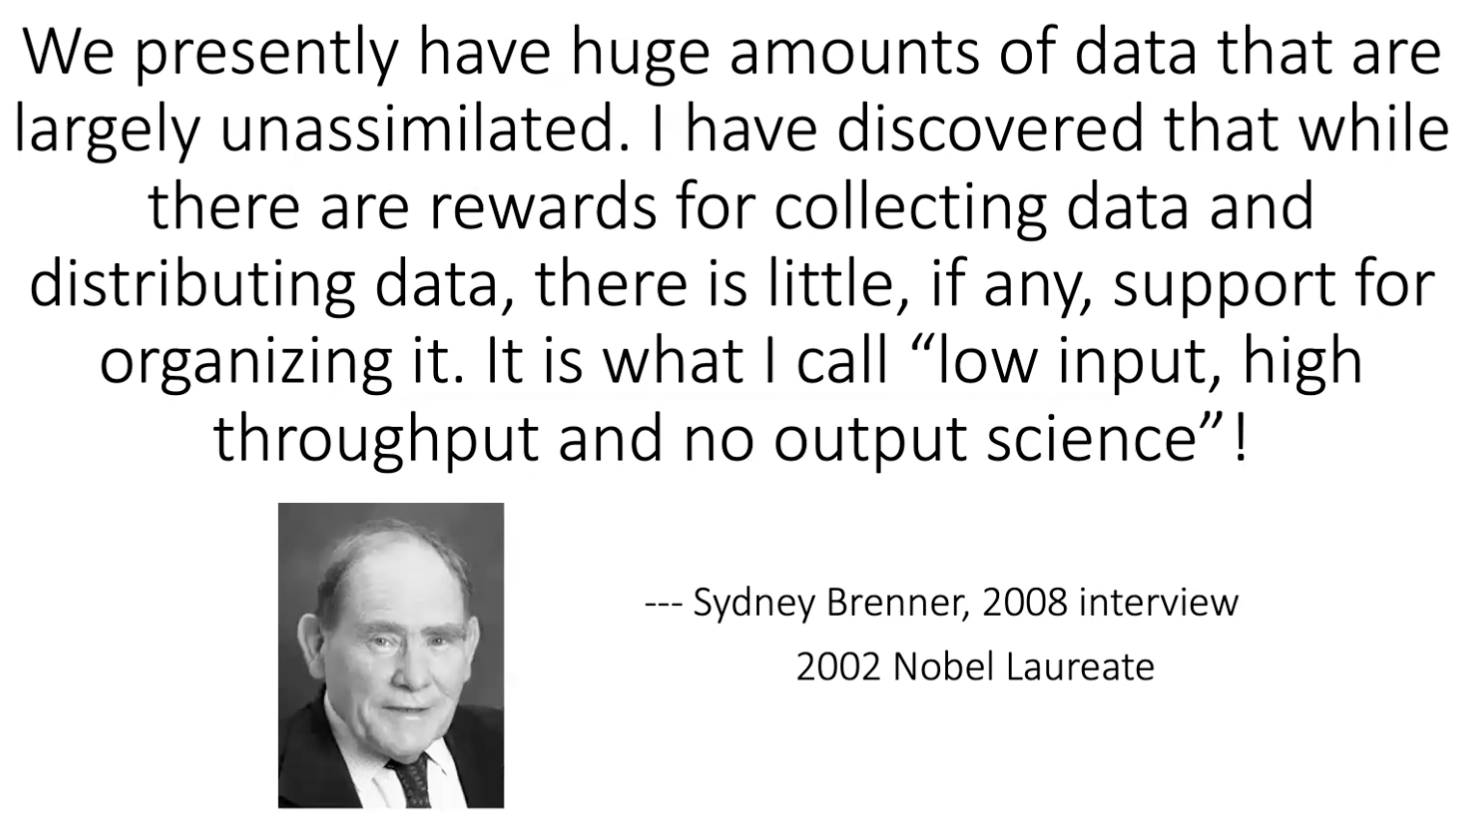 We presently have huge amounts of data that are
largely unassimilated. I have discovered that while
there are rewards for collecting data and
distributing data, there is little, if any, support for
organizing it. It is what I call “low input, high
throughput and no output science”!
--- Sydney Brenner, 2008 interview
2002 Nobel Laureate